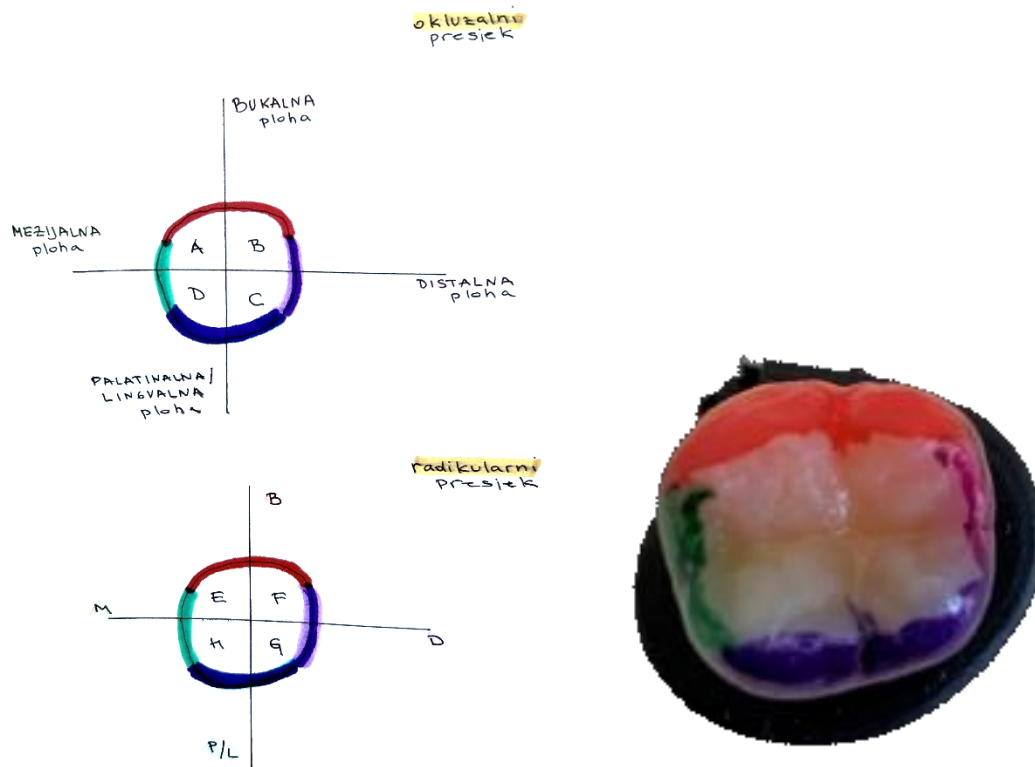 okluzalni
presjek
BUKALNA
ploha
MEZIJALNA
ploha
A
B
D
C
DISTALNA
ploha
PALATINALNA/
LINGVALNA
ploha
radikularni
presjek
B
E
F
M
H
G
D
P/L